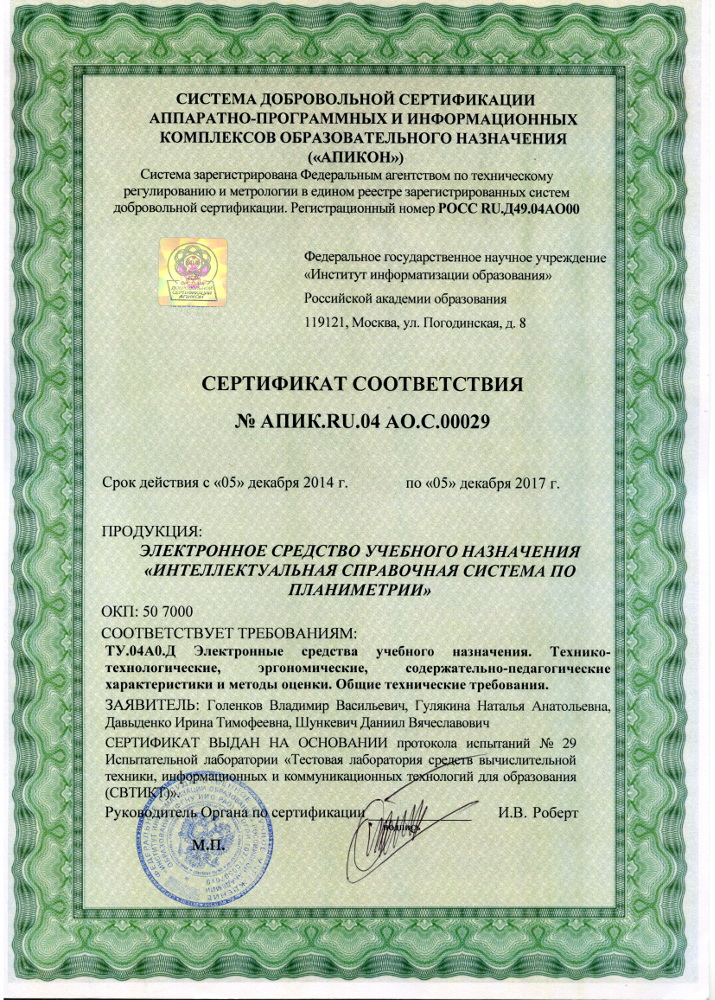 СИСТЕМА ДОБРОВОЛЬНОЙ СЕРТИФИКАЦИИ
АППАРАТНО-ПРОГРАММНЫХ И ИНФОРМАЦИОННЫХ
КОМПЛЕКСОВ ОБРАЗОВАТЕЛЬНОГО НАЗНАЧЕНИЯ
(«АПИКОН»)
Система зарегистрирована Федеральным агентством по техническому
регулированию и метрологии в едином реестре зарегистрированных систем
добровольной сертификации. Регистрационный номер РОСС RU.Д49.04АО00
Федеральное государственное научное учреждение
«Институт информатизации образования»
Российской академии образования
119121, Москва, ул. Погодинская, д. 8
СЕРТИФИКАТ СООТВЕТСТВИЯ
№ АПИК.RU.04 АО.С.00029
Срок действия с «05» декабря 2014 г. по «05» декабря 2017 г.
ПРОДУКЦИЯ:
ЭЛЕКТРОННОЕ СРЕДСТВО УЧЕБНОГО НАЗНАЧЕНИЯ
«ИНТЕЛЛЕКТУАЛЬНАЯ СПРАВОЧНАЯ СИСТЕМА ПО
ПЛАНИМЕТРИИ»
ОКП: 50 7000
СООТВЕТСТВУЕТ ТРЕБОВАНИЯМ:
ТУ.04А0.Д Электронные средства учебного назначения. Технико-
технологические, эргономические, содержательно-педагогические
характеристики и методы оценки. Общие технические требования.
ЗАЯВИТЕЛЬ: Голенков Владимир Васильевич, Гулякина Наталья Анатольевна,
Давыденко Ирина Тимофеевна, Шункевич Даниил Вячеславович
СЕРТИФИКАТ ВЫДАН НА ОСНОВАНИИ протокола испытаний № 29
Испытательной лаборатории «Тестовая лаборатория средств вычислительной
техники, информационных и коммуникационных технологий для образования
(СВТИКТ)».
Руководитель Органа по сертификации И.В. Роберт
подпись
М.П.